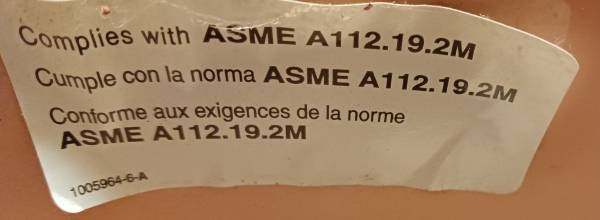 Complies with ASME A112.19.2M
Cumple con la norma ASME A112.19.2M
Conforme aux exigences de la norme
ASME A112.19.2M
1005964-6-A